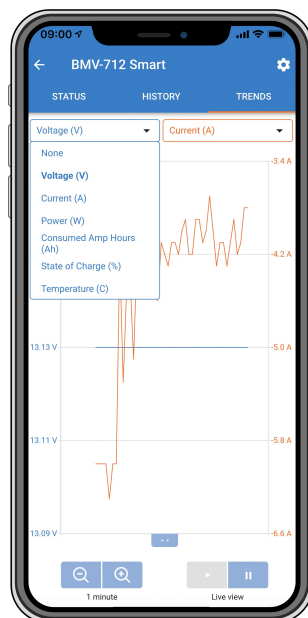 09:00
BMV-712 Smart
STATUS HISTORY TRENDS
Voltage (V) Current (A)
None
Voltage (V)
Current (A)
Power (W)
Consumed Amp Hours
(Ah)
State of Charge (%)
Temperature (C)
-3.4 A
-4.2 A
13.13 V -5.0 A
13.11 V -5.8 A
13.09 V -6.6 A
1 minute Live view